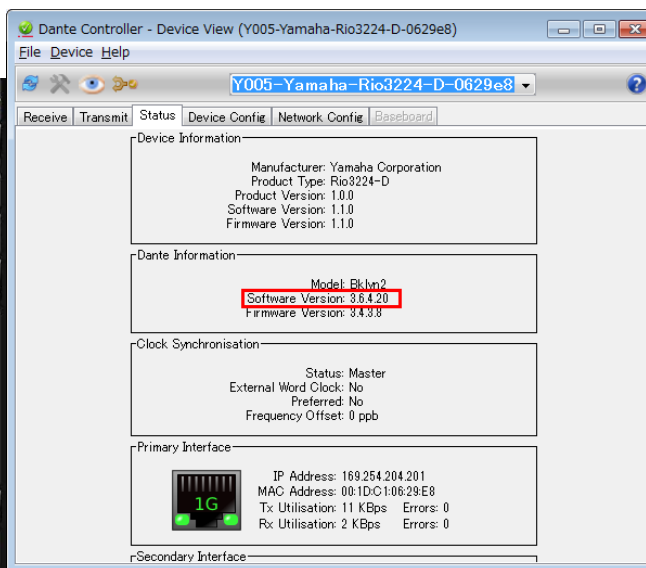 Dante Controller - Device View (Y005-Yamaha-Rio3224-D-0629e8)
File Device Help
Y005-Yamaha-Rio3224-D-0629e8
Receive Transmit Status Device Config Network Config Baseboard
Device Information
Manufacturer: Yamaha Corporation
Product Type: Rio3224-D
Product Version: 1.0.0
Software Version: 1.1.0
Firmware Version: 1.1.0
Dante Information
Model: Bklyn2
Software Version: 3.6.4.20
Firmware Version: 3.4.3.8
Clock Synchronisation
Status: Master
External Word Clock: No
Preferred: No
Frequency Offset: 0 ppb
Primary Interface
1G
IP Address: 169.254.204.201
MAC Address: 00:1D:C1:06:29:E8
Tx Utilisation: 11 KBps Errors: 0
Rx Utilisation: 2 KBps Errors: 0
Secondary Interface